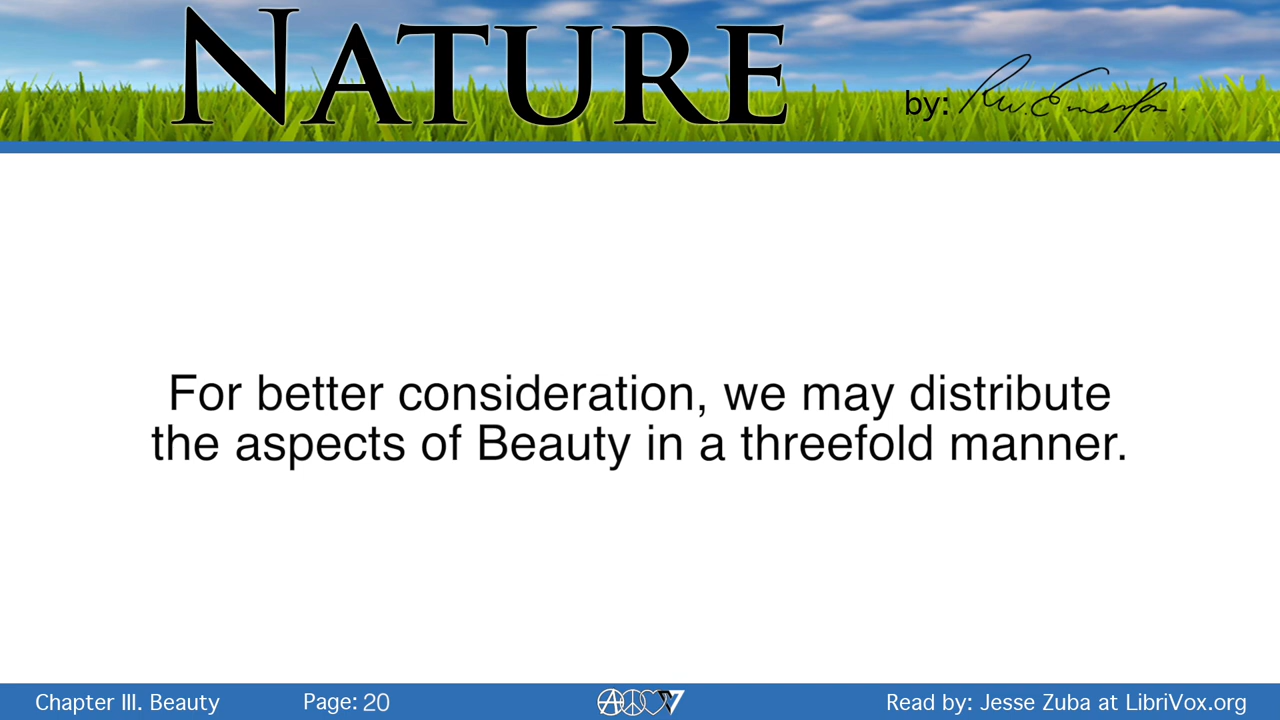 NATURE
by: R.W. Emerson.
For better consideration, we may distribute
the aspects of Beauty in a threefold manner.
Chapter III. Beauty
Page: 20
Read by: Jesse Zuba at LibriVox.org